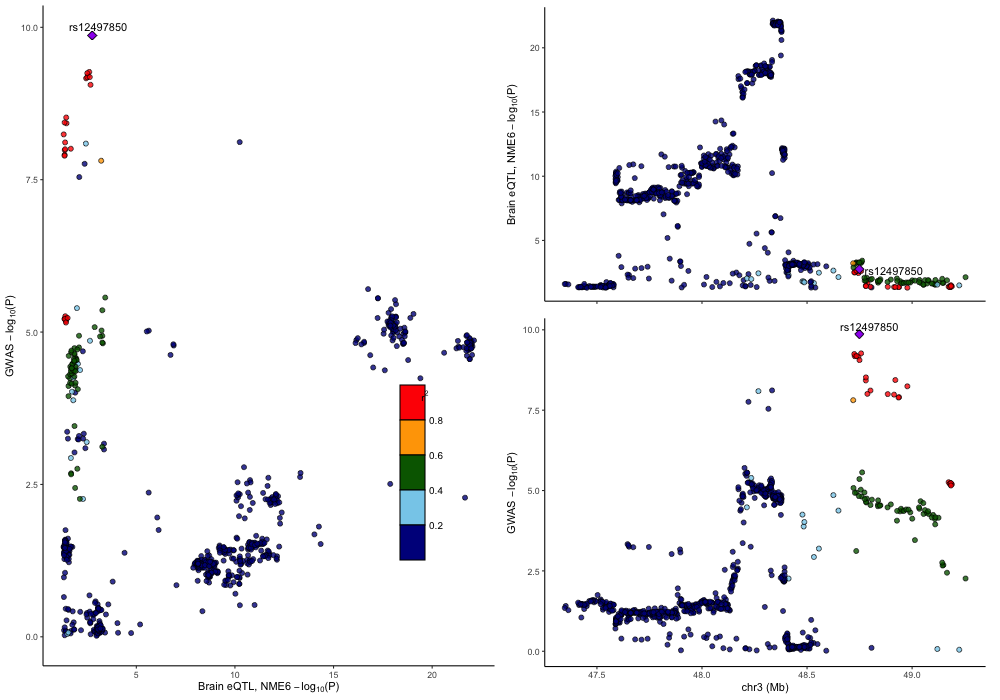 rs12497850
10.0
7.5
5.0
2.5
0.0
GWAS − log10(P)
5
10
15
20
Brain eQTL, NME6 − log10(P)
r2
0.8
0.6
0.4
0.2
20
15
10
5
Brain eQTL, NME6 − log10(P)
rs12497850
rs12497850
10.0
7.5
5.0
2.5
0.0
GWAS − log10(P)
47.5
48.0
48.5
49.0
chr3 (Mb)